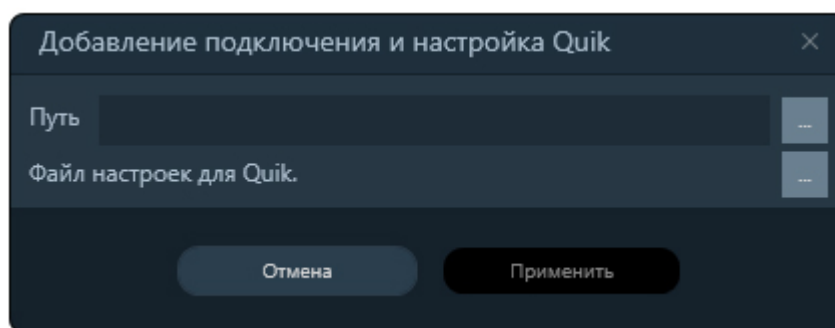 Добавление подключения и настройка Quik
Путь
...
Файл настроек для Quik.
...
Отмена
Применить